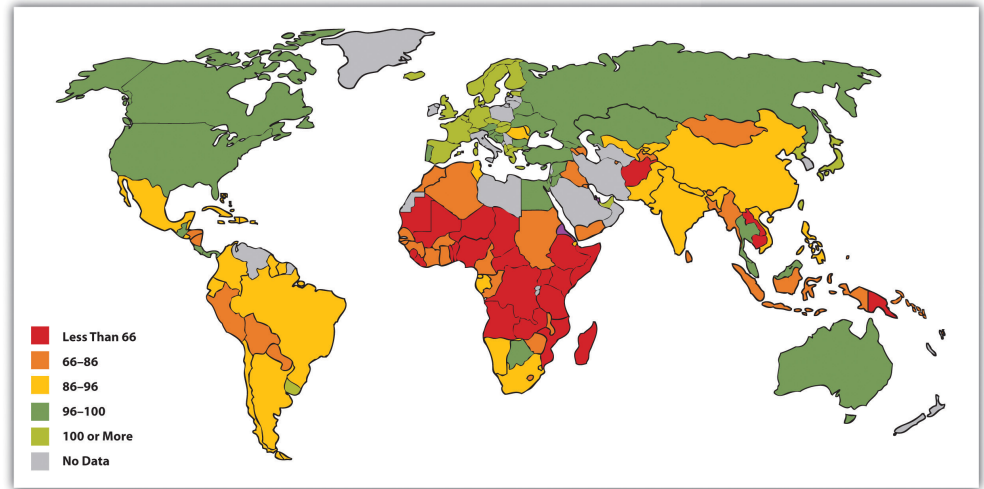 Less Than 66
66–86
86–96
96–100
100 or More
No Data